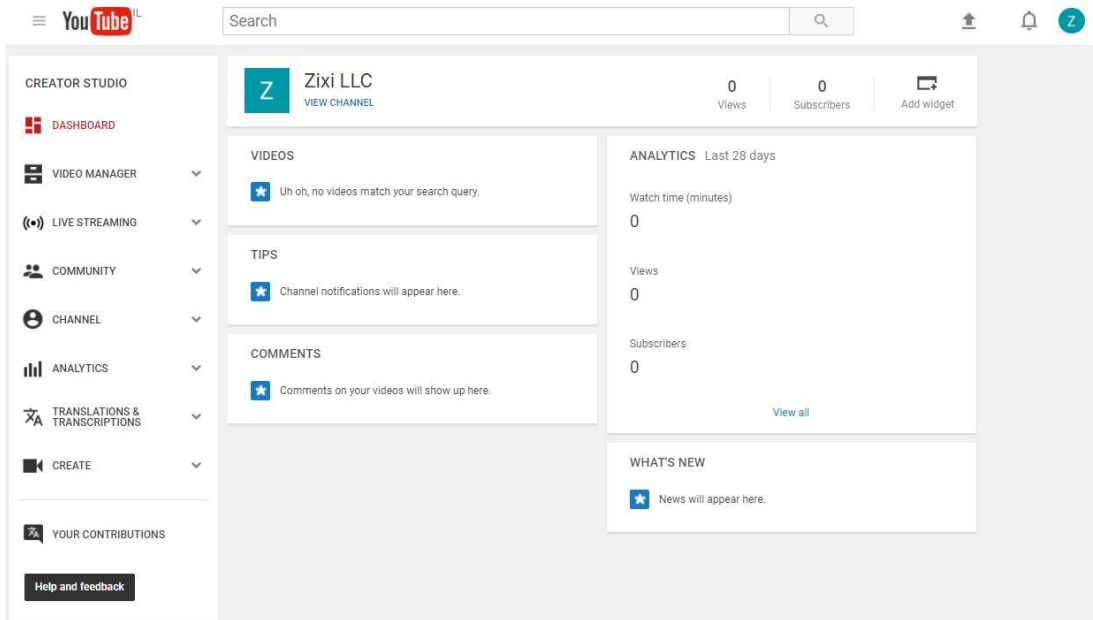 YouTube IL
Search
Z
CREATOR STUDIO
DASHBOARD
VIDEO MANAGER
LIVE STREAMING
COMMUNITY
CHANNEL
ANALYTICS
TRANSLATIONS &
TRANSCRIPTIONS
CREATE
YOUR CONTRIBUTIONS
Help and feedback
Z
Zixi LLC
VIEW CHANNEL
0
Views
0
Subscribers
Add widget
VIDEOS
Uh oh, no videos match your search query.
TIPS
Channel notifications will appear here.
COMMENTS
Comments on your videos will show up here.
ANALYTICS Last 28 days
Watch time (minutes)
0
Views
0
Subscribers
0
View all
WHAT'S NEW
News will appear here.